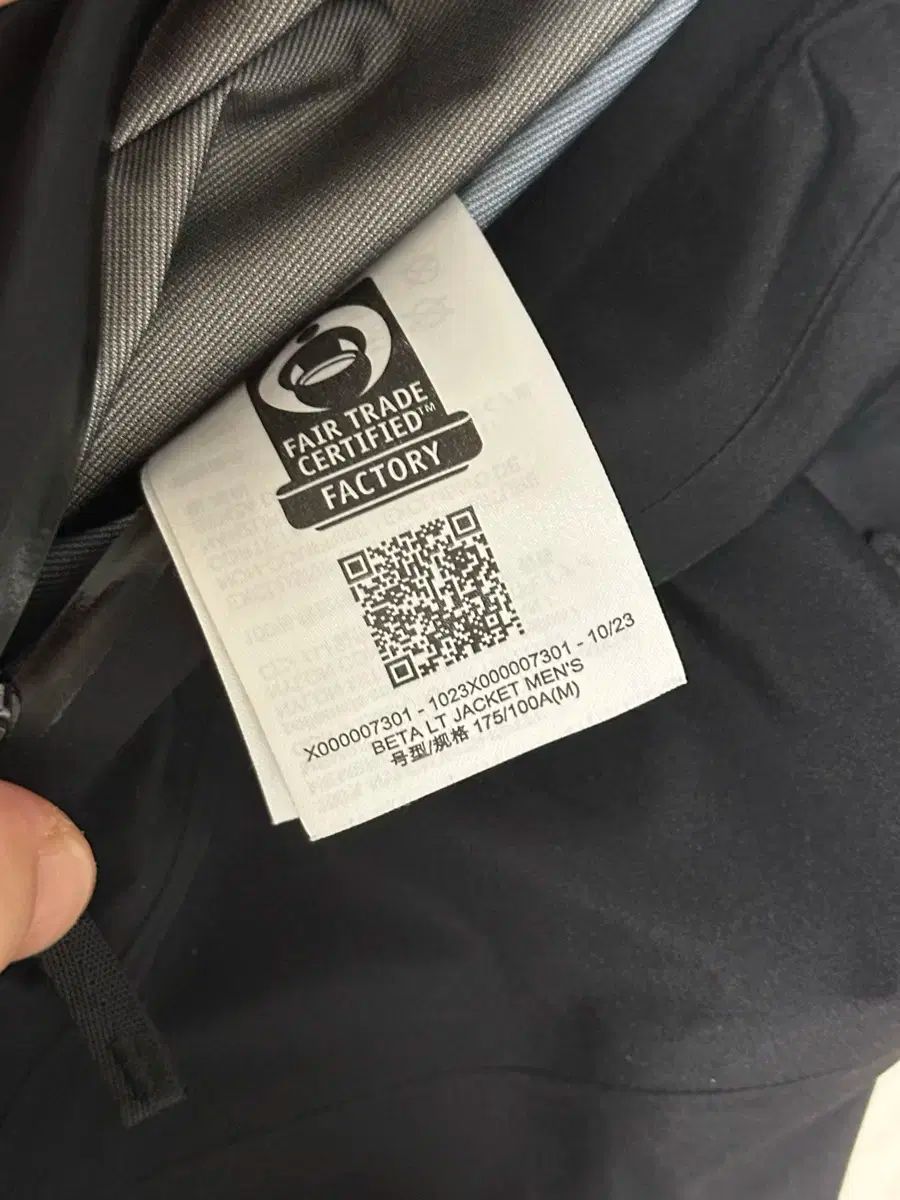 FAIR TRADE
CERTIFIED™
FACTORY
X000007301 - 1023X000007301 - 10/23
BETA LT JACKET MEN'S
号型/规格 175/100A(M)